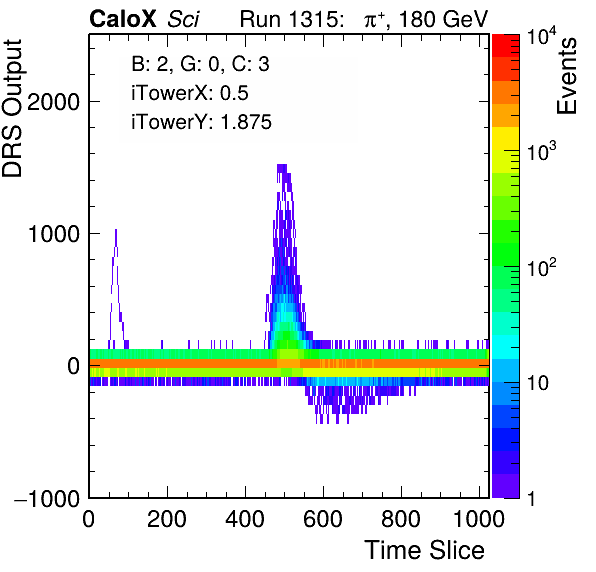 CaloX Sci Run 1315: π⁺, 180 GeV
B: 2, G: 0, C: 3
iTowerX: 0.5
iTowerY: 1.875
DRS Output
2000
1000
0
−1000
0 200 400 600 800 1000
Time Slice
Events
10⁴
10³
10²
10
1